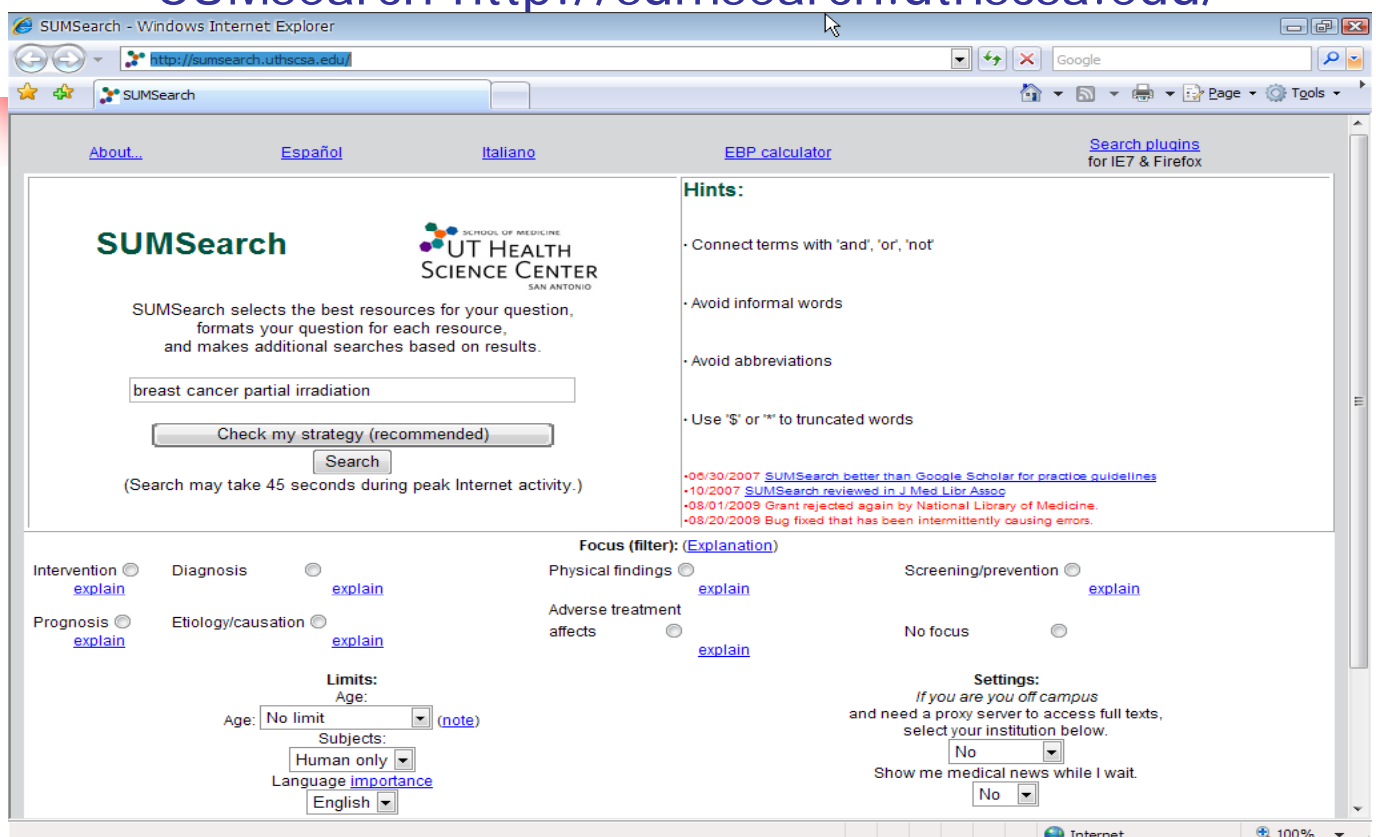 SUMSearch http://sumsearch.uthscsa.edu/
SUMSearch - Windows Internet Explorer
http://sumsearch.uthscsa.edu/
Google
SUMSearch
Page
Tools
About...
Español
Italiano
EBP calculator
Search plugins
for IE7 & Firefox
SUMSearch
SCHOOL OF MEDICINE
UT HEALTH
SCIENCE CENTER
SAN ANTONIO
SUMSearch selects the best resources for your question,
formats your question for each resource,
and makes additional searches based on results.
breast cancer partial irradiation
Check my strategy (recommended)
Search
(Search may take 45 seconds during peak Internet activity.)
Hints:
· Connect terms with 'and', 'or', 'not'
· Avoid informal words
· Avoid abbreviations
· Use '$' or '*' to truncated words
•06/30/2007 SUMSearch better than Google Scholar for practice guidelines
•10/2007 SUMSearch reviewed in J Med Libr Assoc
•08/01/2009 Grant rejected again by National Library of Medicine.
•08/20/2009 Bug fixed that has been intermittently causing errors.
Focus (filter): (Explanation)
Intervention
explain
Diagnosis
explain
Physical findings
explain
Screening/prevention
explain
Prognosis
explain
Etiology/causation
explain
Adverse treatment
affects
explain
No focus
Limits:
Age:
Age: No limit (note)
Subjects:
Human only
Language importance
English
Settings:
If you are you off campus
and need a proxy server to access full texts,
select your institution below.
No
Show me medical news while I wait.
No
Internet
100%